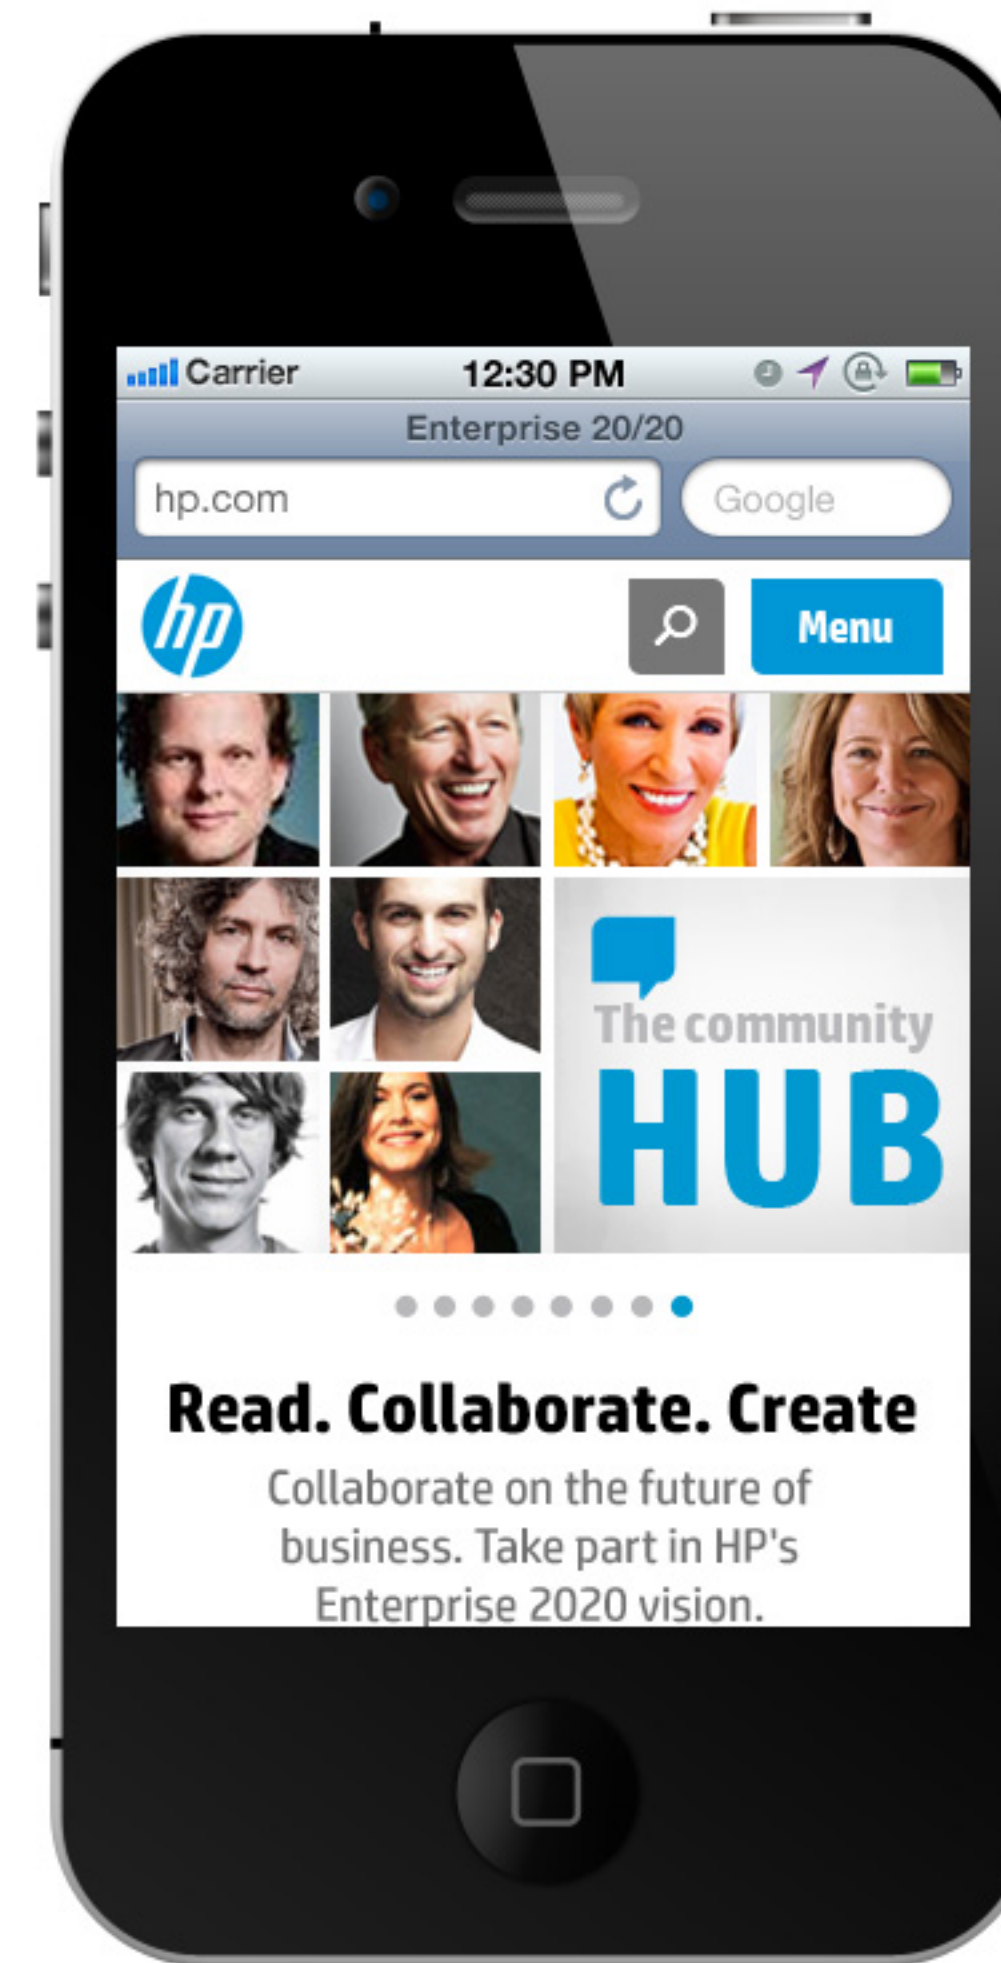 Carrier 12:30 PM
Enterprise 20/20
hp.com Google
hp Menu
The community
HUB
Read. Collaborate. Create
Collaborate on the future of
business. Take part in HP's
Enterprise 2020 vision.